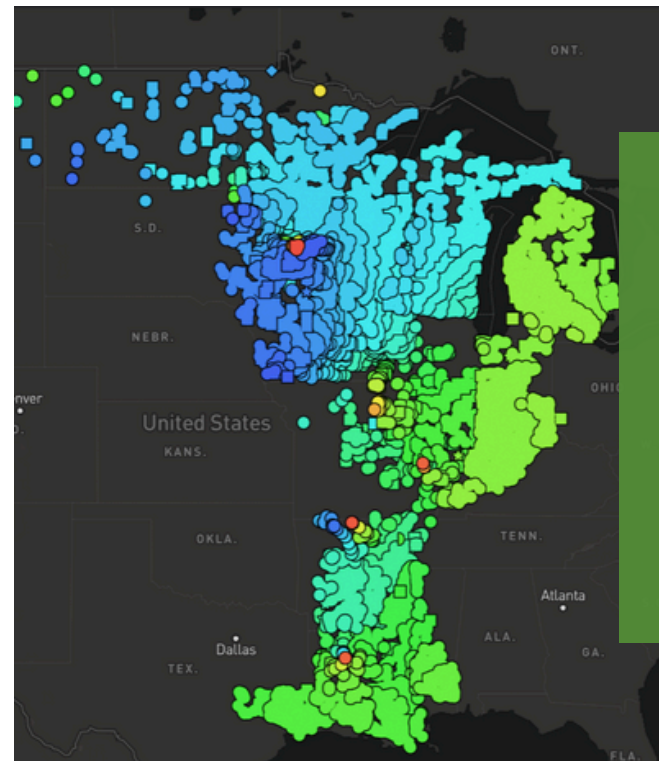 ONT.
S.D.
NEBR.
OHIO
nver
O.
United States
KANS.
OKLA.
TENN.
Atlanta
Dallas
ALA.
GA.
TEX.
FLA.